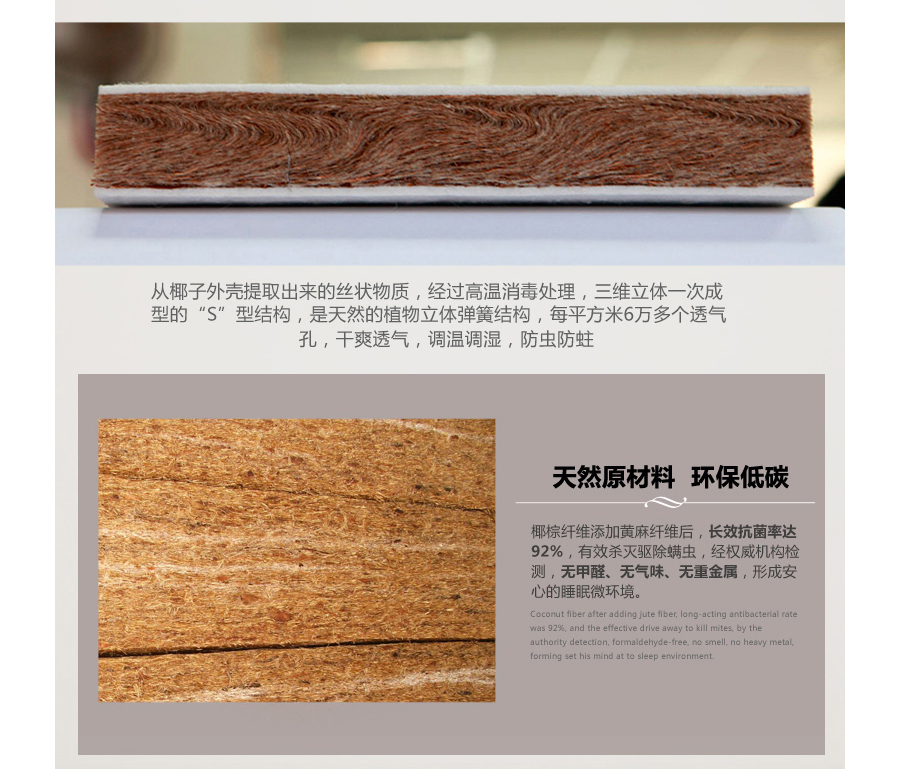 从椰子外壳提取出来的丝状物质，经过高温消毒处理，三维立体一次成
型的“S”型结构，是天然的植物立体弹簧结构，每平方米6万多个透气
孔，干爽透气，调温调湿，防虫防蛀
天然原材料 环保低碳
椰棕纤维添加黄麻纤维后，长效抗菌率达
92%，有效杀灭驱除螨虫，经权威机构检
测，无甲醛、无气味、无重金属，形成安
心的睡眠微环境。
Coconut fiber after adding jute fiber, long-acting antibacterial rate
was 92%, and the effective drive away to kill mites, by the
authority detection, formaldehyde-free, no smell, no heavy metal,
forming set his mind at to sleep environment.